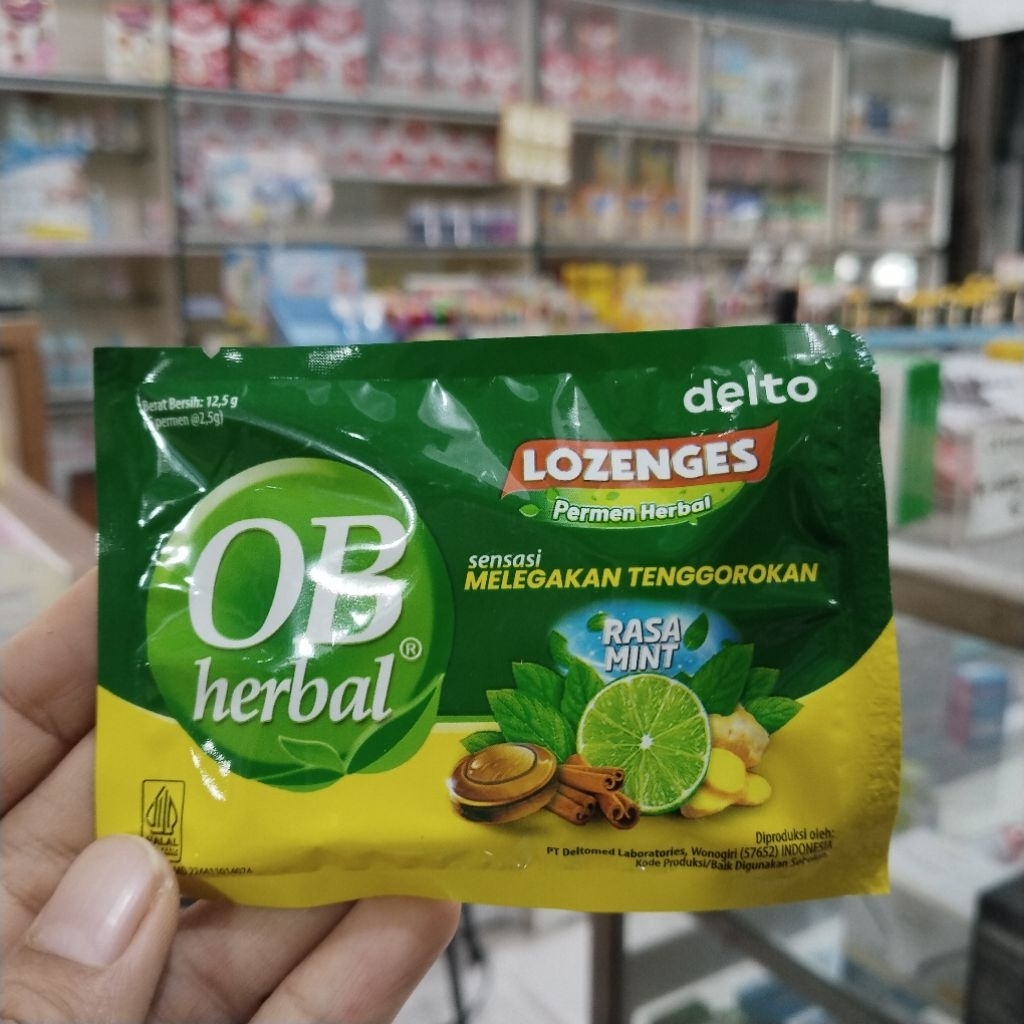 Berat Bersih: 12,5 g
permen @2,5g)
delto
LOZENGES
Permen Herbal
OB
herbal®
sensasi
MELEGAKAN TENGGOROKAN
RASA
MINT
HALAL
Diproduksi oleh:
PT Deltomed Laboratories, Wonogiri (57652) INDONESIA
Kode Produksi/Baik Digunakan Sebelum